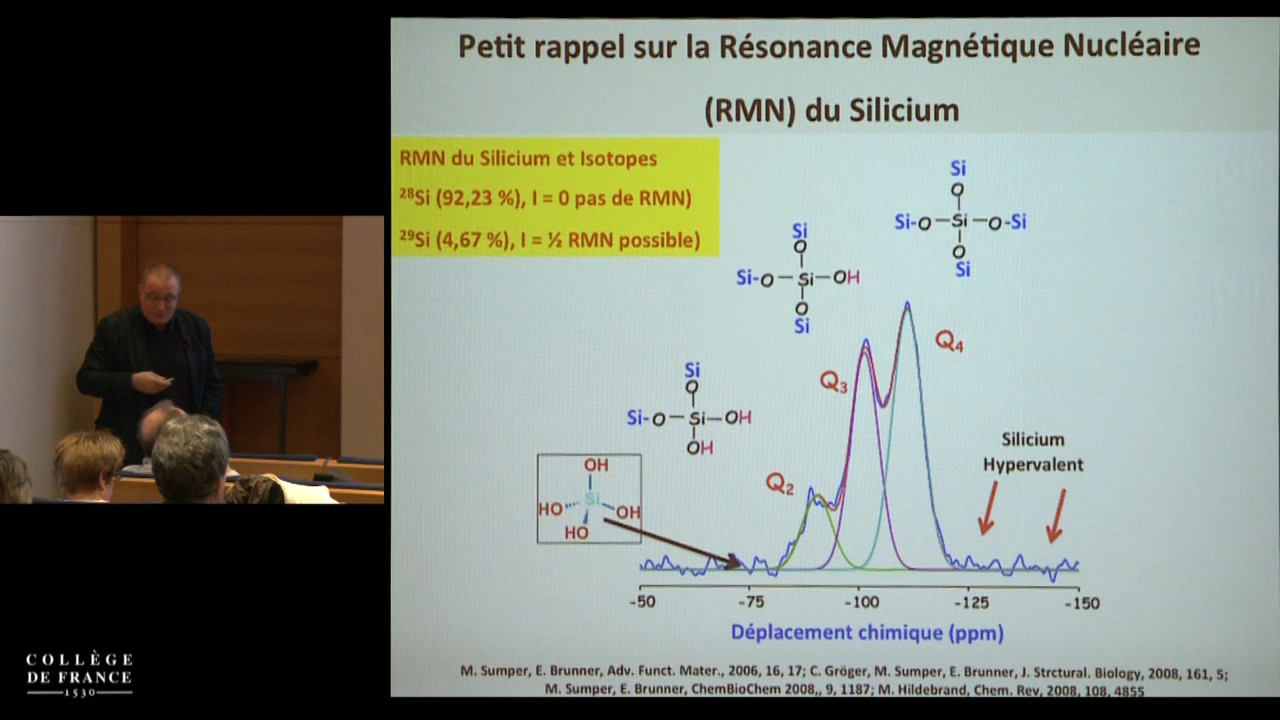 Petit rappel sur la Résonance Magnétique Nucléaire
(RMN) du Silicium
RMN du Silicium et Isotopes
²⁸Si (92,23 %), I = 0 pas de RMN)
²⁹Si (4,67 %), I = ½ RMN possible)
Si
O
Si-O-Si-O-Si
O
Si
Si
O
Si-O-Si-OH
O
Si
Q4
Q3
Si
O
Si-O-Si-OH
OH
Silicium
Hypervalent
Q2
OH
HO Si OH
HO
-50 -75 -100 -125 -150
Déplacement chimique (ppm)
M. Sumper, E. Brunner, Adv. Funct. Mater., 2006, 16, 17; C. Gröger, M. Sumper, E. Brunner, J. Strctural. Biology, 2008, 161, 5;
M. Sumper, E. Brunner, ChemBioChem 2008,, 9, 1187; M. Hildebrand, Chem. Rev, 2008, 108, 4855
COLLÈGE
DE FRANCE
1530